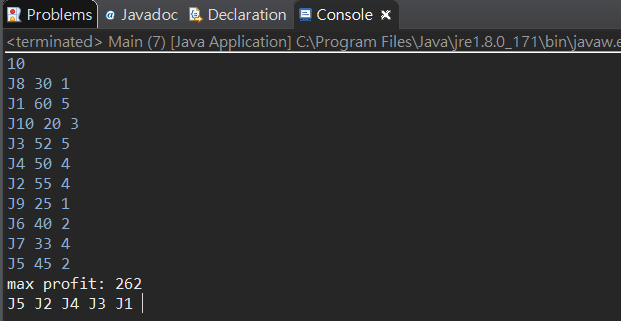 Problems @ Javadoc Declaration Console
<terminated> Main (7) [Java Application] C:\Program Files\Java\jre1.8.0_171\bin\javaw.e
10
J8 30 1
J1 60 5
J10 20 3
J3 52 5
J4 50 4
J2 55 4
J9 25 1
J6 40 2
J7 33 4
J5 45 2
max profit: 262
J5 J2 J4 J3 J1